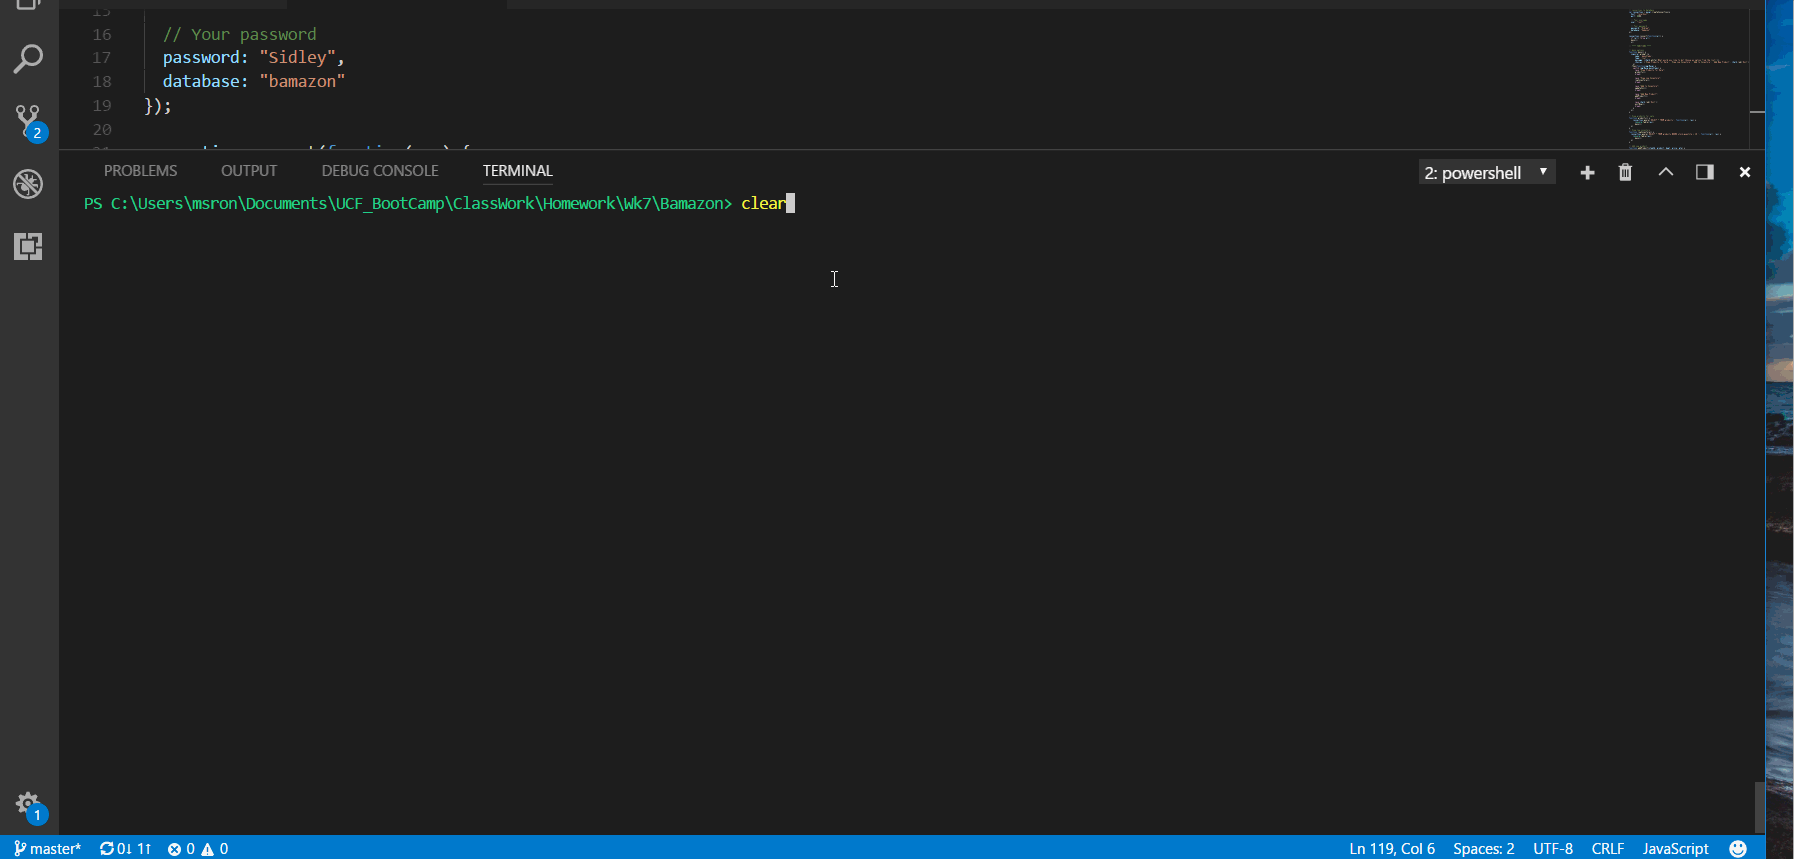 16 // Your password
17 password: "Sidley",
18 database: "bamazon"
19 });
20
2
PROBLEMS OUTPUT DEBUG CONSOLE TERMINAL 2: powershell
PS C:\Users\msron\Documents\UCF_BootCamp\ClassWork\Homework\Wk7\Bamazon> clear
1
master* 0↓ 1↑ 0 0 Ln 119, Col 6 Spaces: 2 UTF-8 CRLF JavaScript